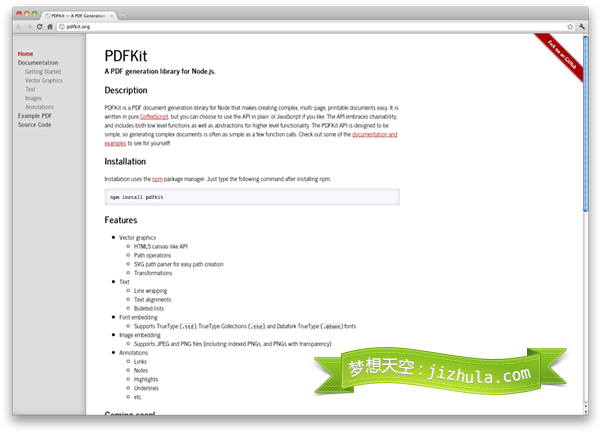 PDFKit — A PDF Generation
pdfkit.org
Fork me on GitHub
Home
Documentation
Getting Started
Vector Graphics
Text
Images
Annotations
Example PDF
Source Code
PDFKit
A PDF generation library for Node.js.
Description
PDFKit is a PDF document generation library for Node that makes creating complex, multi-page, printable documents easy. It is
written in pure CoffeeScript, but you can choose to use the API in plain 'ol JavaScript if you like. The API embraces chainability,
and includes both low level functions as well as abstractions for higher level functionality. The PDFKit API is designed to be
simple, so generating complex documents is often as simple as a few function calls. Check out some of the documentation and
examples to see for yourself!
Installation
Installation uses the npm package manager. Just type the following command after installing npm.
npm install pdfkit
Features
Vector graphics
HTML5 canvas-like API
Path operations
SVG path parser for easy path creation
Transformations
Text
Line wrapping
Text alignments
Bulleted lists
Font embedding
Supports TrueType (.ttf), TrueType Collections (.ttc), and Datafork TrueType (.dfont) fonts
Image embedding
Supports JPEG and PNG files (including indexed PNGs, and PNGs with transparency)
Annotations
Links
Notes
Highlights
Underlines
etc.
Coming soon!
梦想天空：jizhula.com